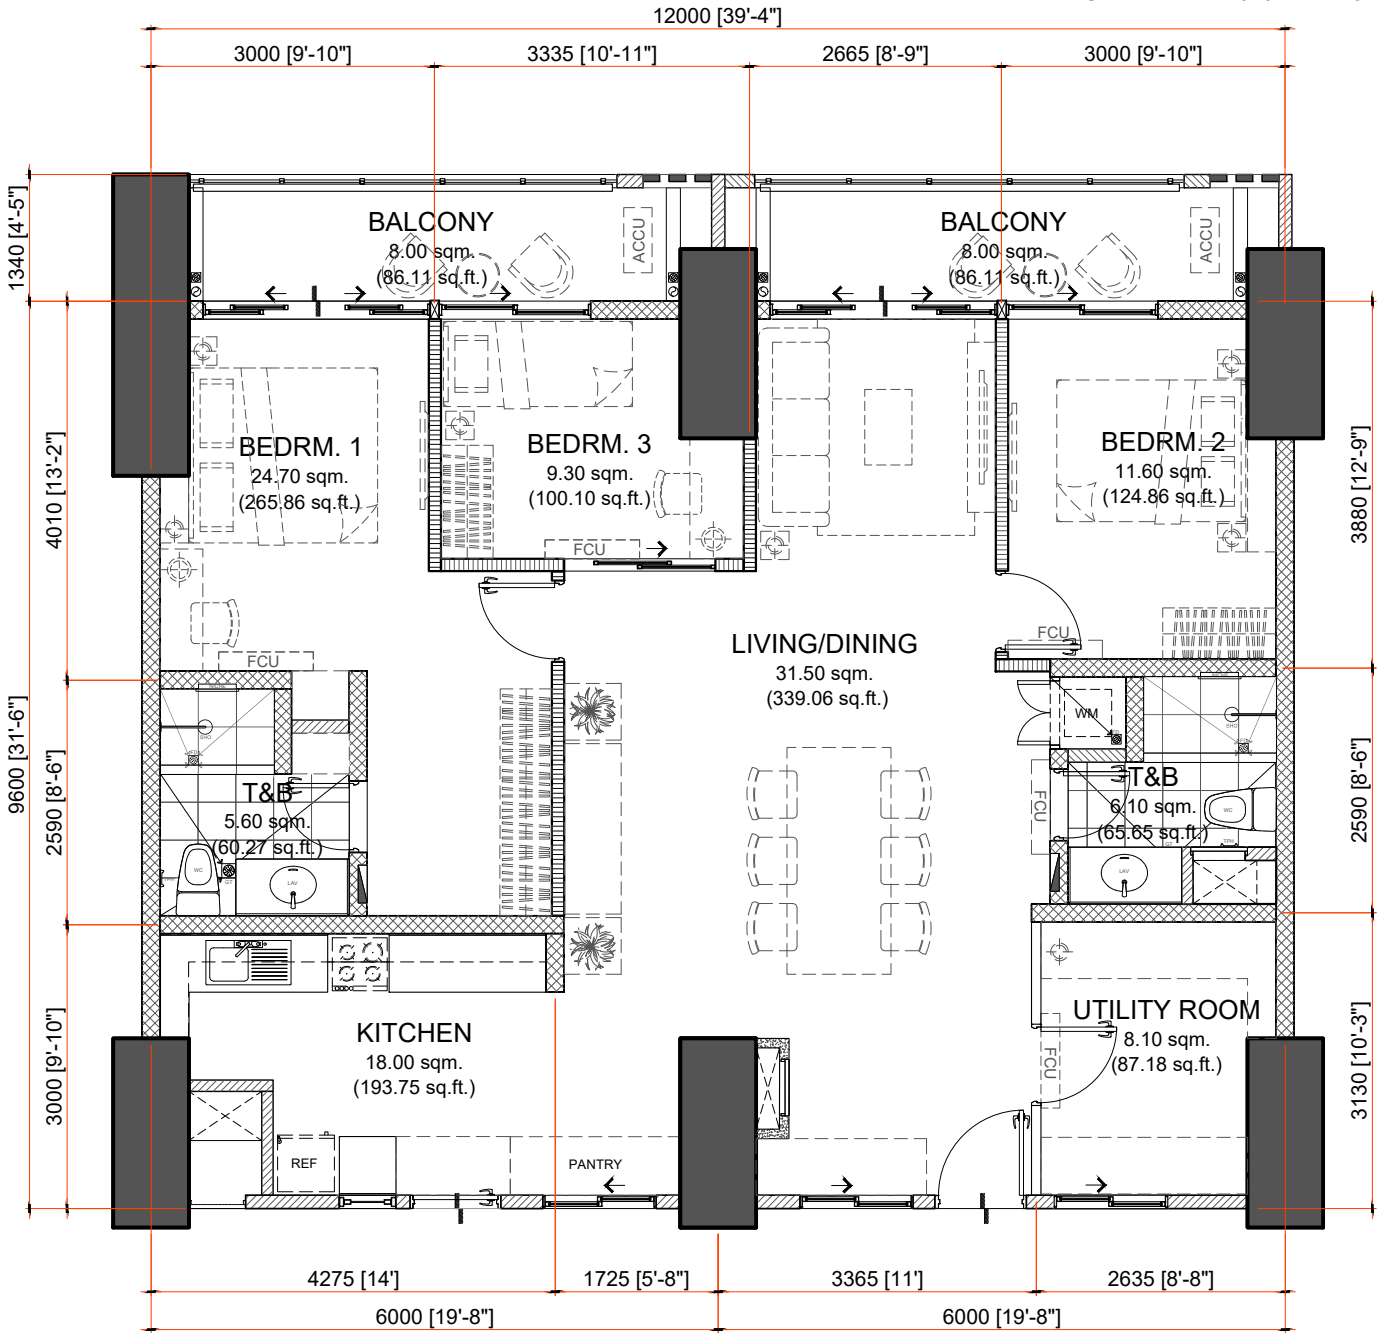 12000 [39'-4"]
3000 [9'-10"]
3335 [10'-11"]
2665 [8'-9"]
3000 [9'-10"]
1340 [4'-5"]
BALCONY
8.00 sqm.
(86.11 sq.ft.)
ACCU
BALCONY
8.00 sqm.
(86.11 sq.ft.)
ACCU
9600 [31'-6"]
4010 [13'-2"]
BEDRM. 1
24.70 sqm.
(265.86 sq.ft.)
BEDRM. 3
9.30 sqm.
(100.10 sq.ft.)
FCU
BEDRM. 2
11.60 sqm.
(124.86 sq.ft.)
3880 [12'-9"]
FCU
FCU
LIVING/DINING
31.50 sqm.
(339.06 sq.ft.)
WM
2590 [8'-6"]
T&B
5.60 sqm.
(60.27 sq.ft.)
WC
GT
LAV
FCU
T&B
6.10 sqm.
(65.65 sq.ft.)
WC
GT
LAV
2590 [8'-6"]
3000 [9'-10"]
KITCHEN
18.00 sqm.
(193.75 sq.ft.)
UTILITY ROOM
8.10 sqm.
(87.18 sq.ft.)
FCU
3130 [10'-3"]
REF
PANTRY
4275 [14']
1725 [5'-8"]
3365 [11']
2635 [8'-8"]
6000 [19'-8"]
6000 [19'-8"]